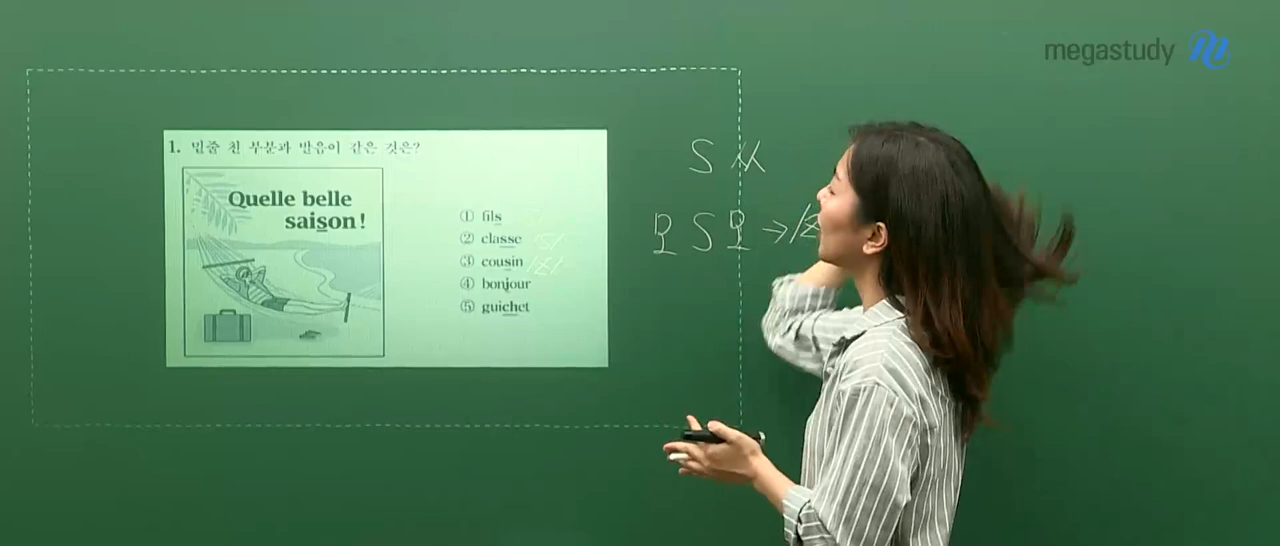 megastudy
1. 밑줄 친 부분과 발음이 같은 것은?
Quelle belle
saison!
① fils
② classe /s/
③ cousin /z/
④ bonjour
⑤ guichet
S ㅆ
모 S 모 → /z